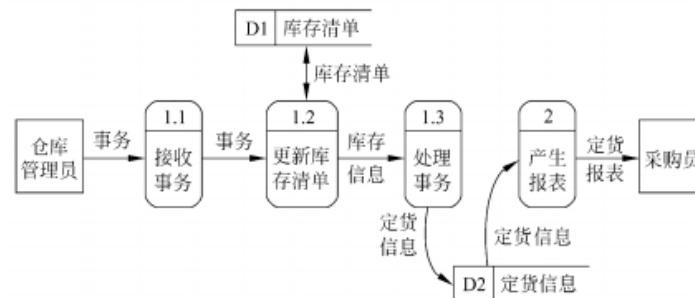 D1 库存清单
库存清单
仓库
管理员
事务
1.1
接收
事务
事务
1.2
更新库
存清单
库存
信息
1.3
处理
事务
定货
信息
D2 定货信息
定货信息
2
产生
报表
定货
报表
采购员